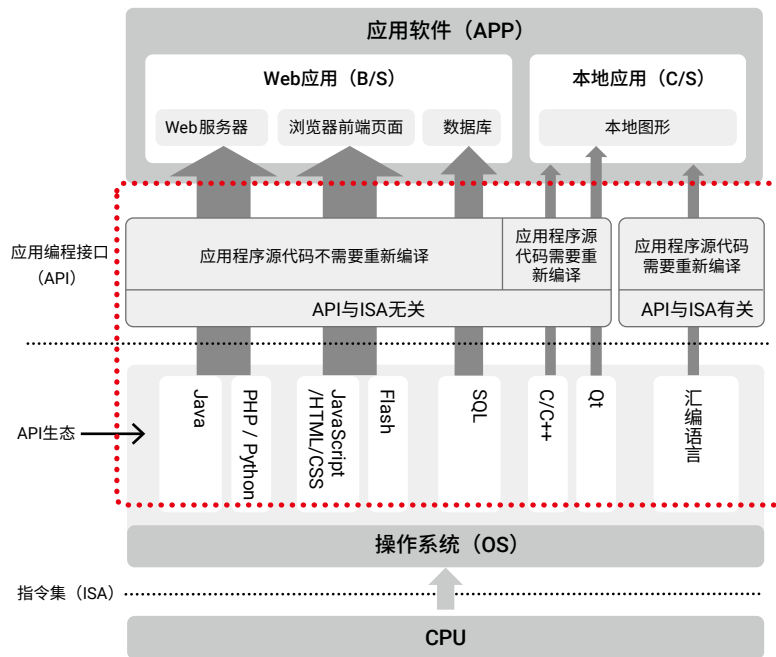 应用软件（APP）
Web应用（B/S）
本地应用（C/S）
Web服务器
浏览器前端页面
数据库
本地图形
应用编程接口
（API）
应用程序源代码不需要重新编译
应用程序源
代码需要重
新编译
应用程序源代码
需要重新编译
API与ISA无关
API与ISA有关
API生态
Java
PHP / Python
JavaScript
/HTML/CSS
Flash
SQL
C/C++
Qt
汇编语言
操作系统（OS）
指令集（ISA）
CPU